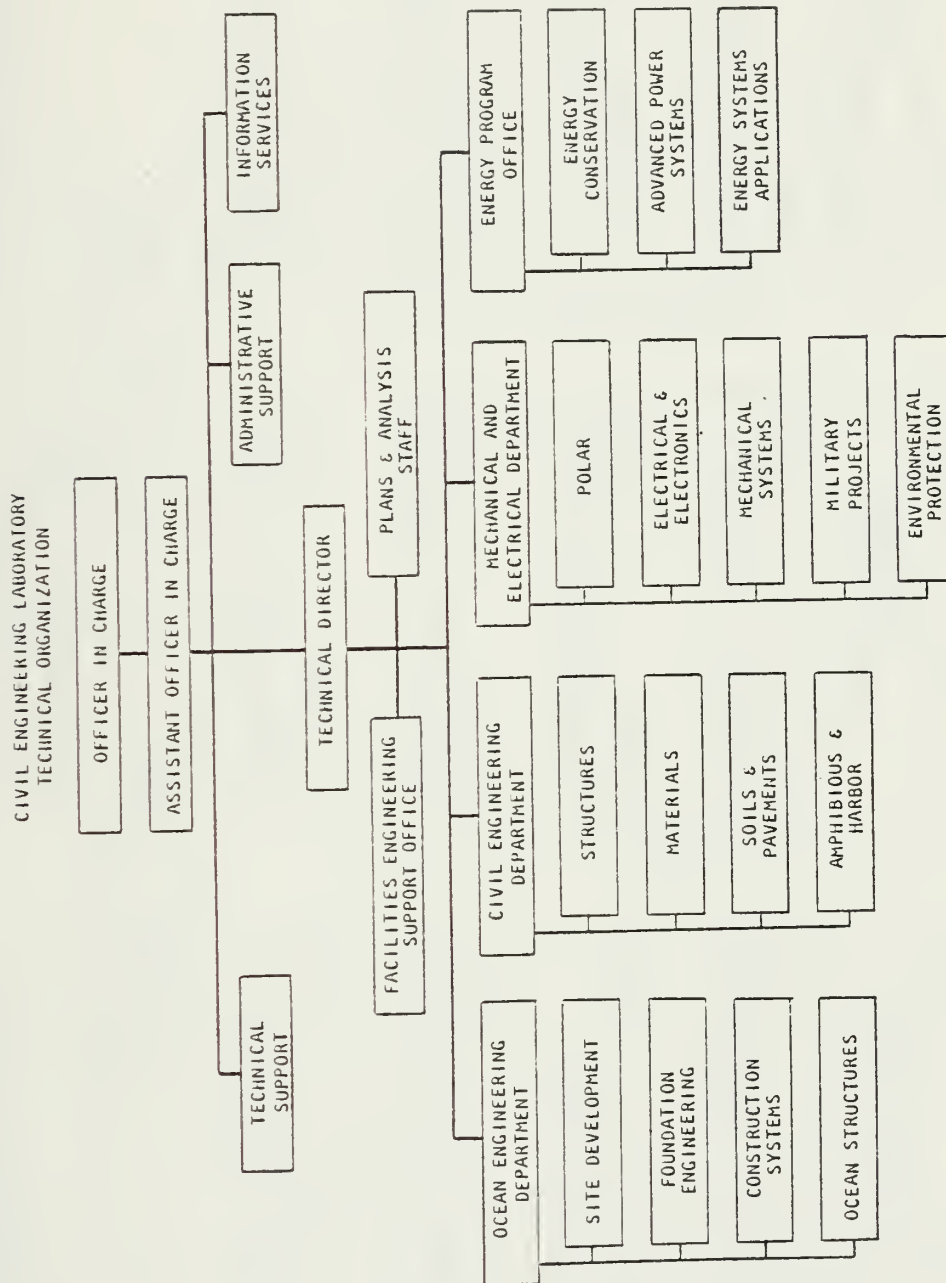 CIVIL ENGINEERING LABORATORY
TECHNICAL ORGANIZATION
OFFICER IN CHARGE
ASSISTANT OFFICER IN CHARGE
TECHNICAL
SUPPORT
ADMINISTRATIVE
SUPPORT
INFORMATION
SERVICES
TECHNICAL DIRECTOR
FACILITIES ENGINEERING
SUPPORT OFFICE
PLANS & ANALYSIS
STAFF
OCEAN ENGINEERING
DEPARTMENT
SITE DEVELOPMENT
FOUNDATION
ENGINEERING
CONSTRUCTION
SYSTEMS
OCEAN STRUCTURES
CIVIL ENGINEERING
DEPARTMENT
STRUCTURES
MATERIALS
SOILS &
PAVEMENTS
AMPHIBIOUS &
HARBOR
MECHANICAL AND
ELECTRICAL DEPARTMENT
POLAR
ELECTRICAL &
ELECTRONICS
MECHANICAL
SYSTEMS
MILITARY
PROJECTS
ENVIRONMENTAL
PROTECTION
ENERGY PROGRAM
OFFICE
ENERGY
CONSERVATION
ADVANCED POWER
SYSTEMS
ENERGY SYSTEMS
APPLICATIONS